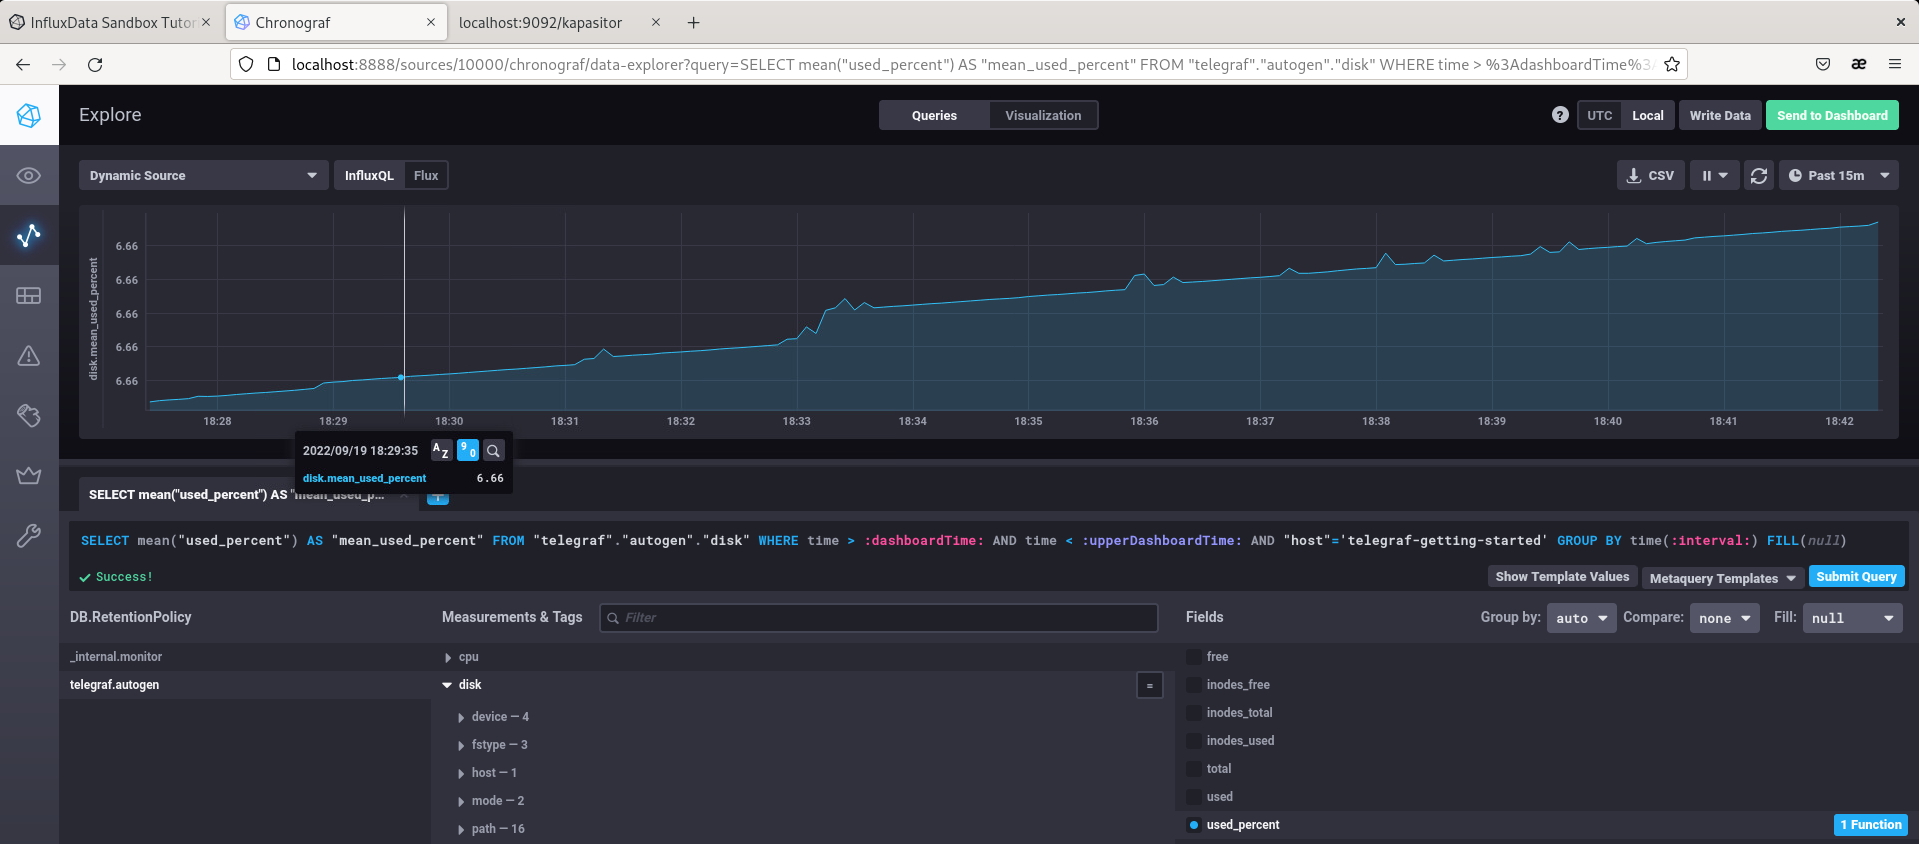 InfluxData Sandbox Tutor
Chronograf
localhost:9092/kapasitor
localhost:8888/sources/10000/chronograf/data-explorer?query=SELECT mean("used_percent") AS "mean_used_percent" FROM "telegraf"."autogen"."disk" WHERE time > %3AdashboardTime%3A
Explore
Queries
Visualization
?
UTC
Local
Write Data
Send to Dashboard
Dynamic Source
InfluxQL
Flux
CSV
Past 15m
disk.mean_used_percent
6.66
6.66
6.66
6.66
6.66
18:28
18:29
18:30
18:31
18:32
18:33
18:34
18:35
18:36
18:37
18:38
18:39
18:40
18:41
18:42
2022/09/19 18:29:35
A Z
9 0
disk.mean_used_percent 6.66
SELECT mean("used_percent") AS "mean_used_p...
SELECT mean("used_percent") AS "mean_used_percent" FROM "telegraf"."autogen"."disk" WHERE time > :dashboardTime: AND time < :upperDashboardTime: AND "host"='telegraf-getting-started' GROUP BY time(:interval:) FILL(null)
Success!
Show Template Values
Metaquery Templates
Submit Query
DB.RetentionPolicy
Measurements & Tags
Filter
Fields
Group by: auto
Compare: none
Fill: null
_internal.monitor
telegraf.autogen
cpu
disk
=
device — 4
fstype — 3
host — 1
mode — 2
path — 16
free
inodes_free
inodes_total
inodes_used
total
used
used_percent
1 Function